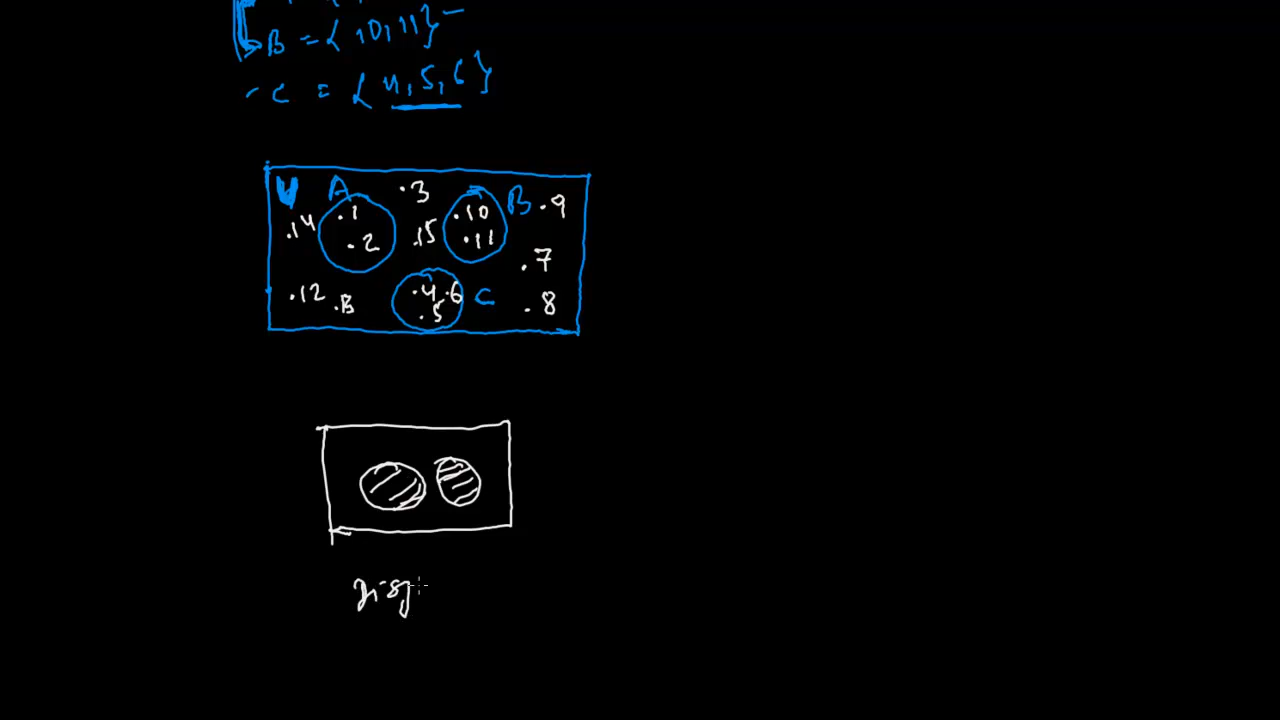 B = { 10, 11 }
C = { 4, 5, 6 }
U A .3 B .9
.14 .1 .15 .10
.2 .11 .7
.12 .13 .4 .6 C .8
.5
Disj